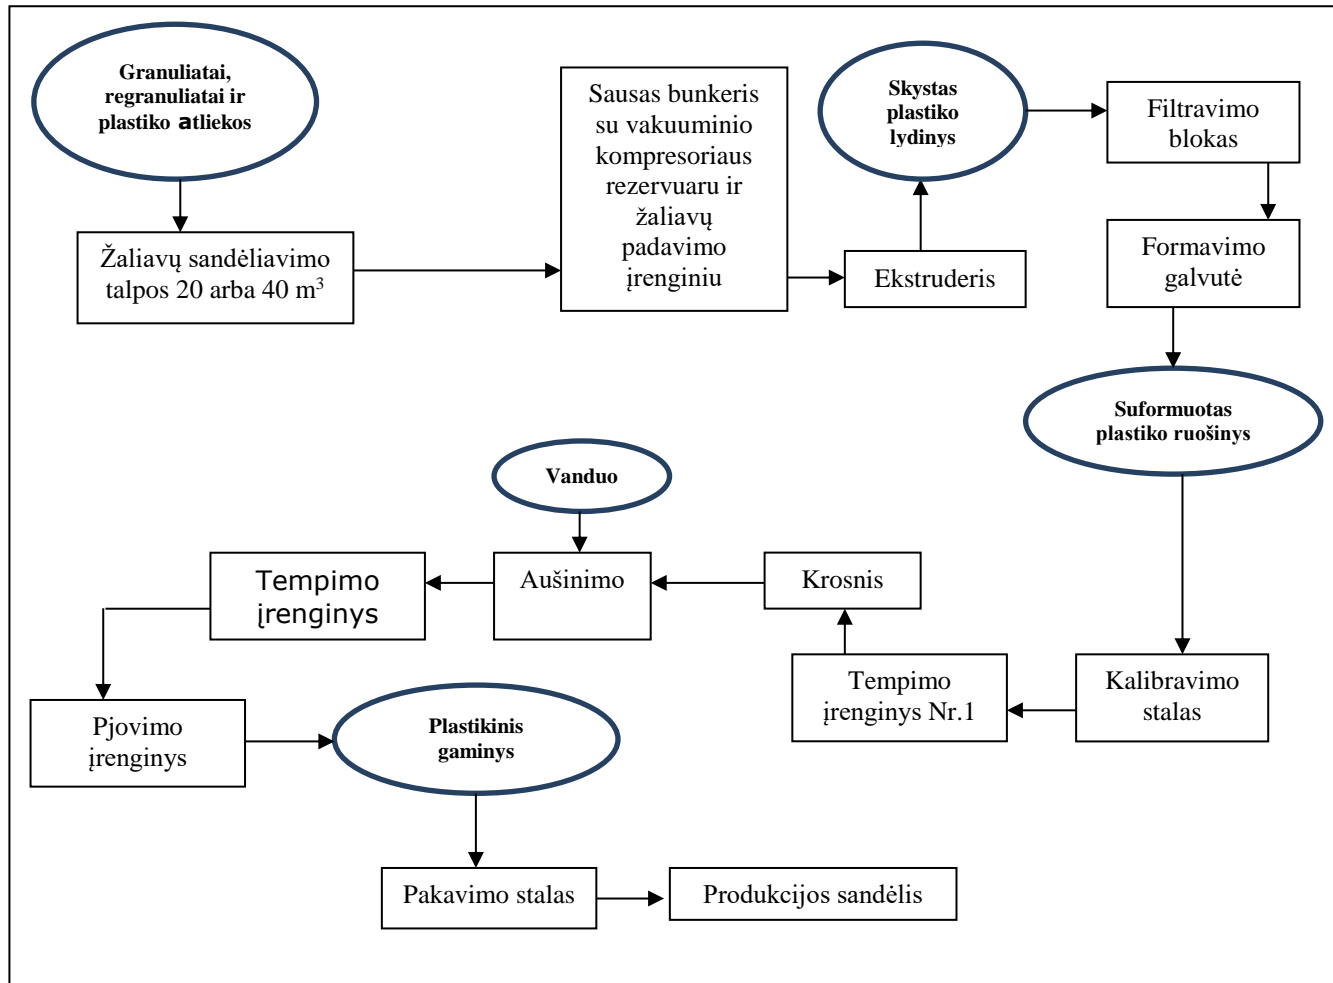 Granuliatai,
regranuliatai ir
plastiko atliekos
Žaliavų sandėliavimo
talpos 20 arba 40 m³
Sausas bunkeris
su vakuuminio
kompresoriaus
rezervuaru ir
žaliavų
padavimo
įrenginiu
Ekstruderis
Skystas
plastiko
lydinys
Filtravimo
blokas
Formavimo
galvutė
Suformuotas
plastiko ruošinys
Kalibravimo
stalas
Tempimo
įrenginys Nr.1
Krosnis
Vanduo
Aušinimo
Tempimo
įrenginys
Pjovimo
įrenginys
Plastikinis
gaminys
Pakavimo stalas
Produkcijos sandėlis